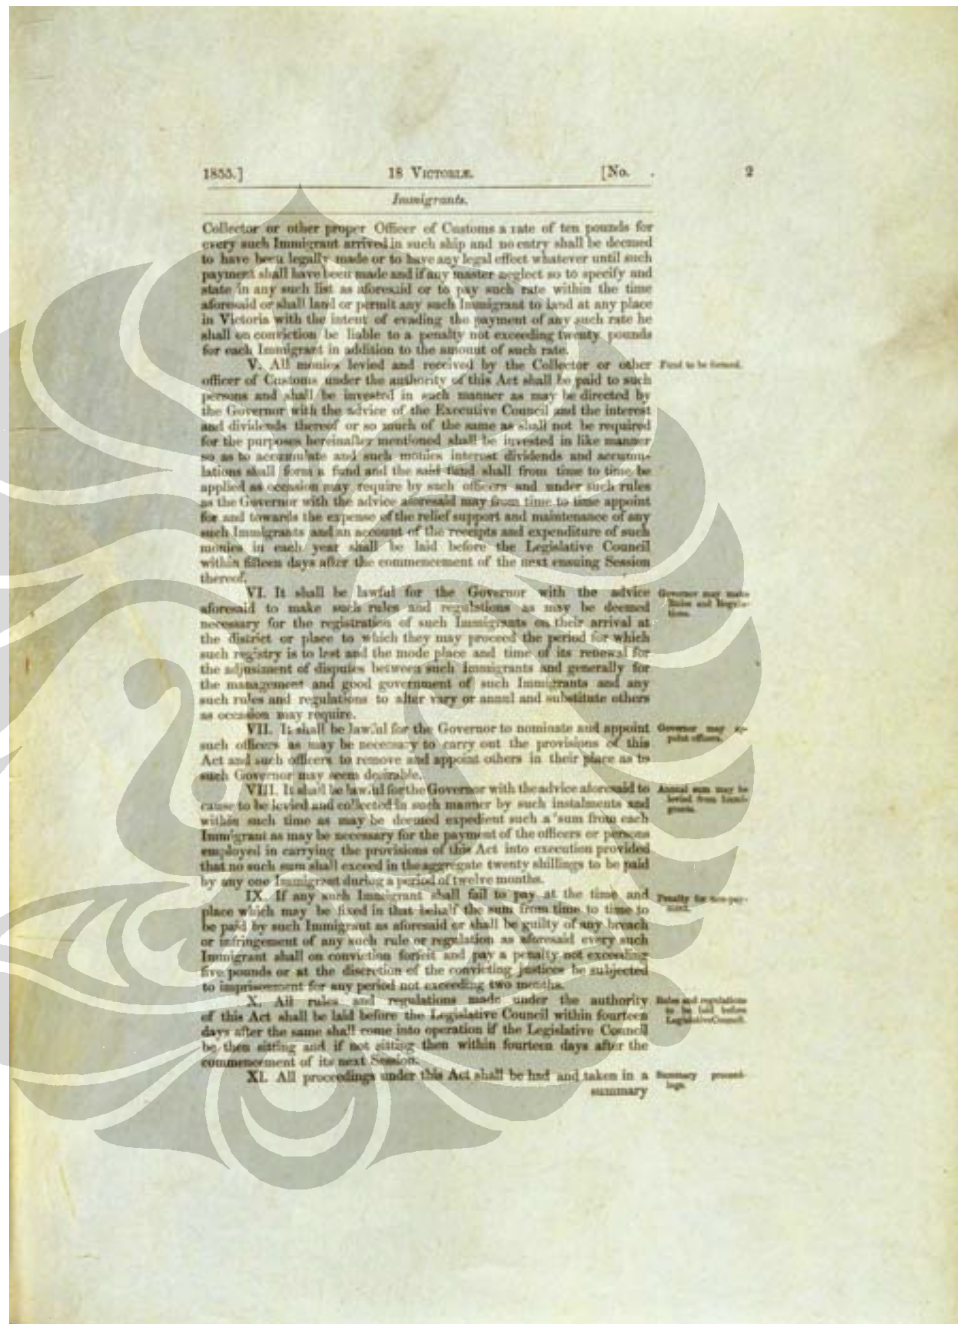 1855.] 18 VICTORIÆ. [No. 2
Immigrants.
Collector or other proper Officer of Customs a rate of ten pounds for
every such Immigrant arrived in such ship and no entry shall be deemed
to have been legally made or to have any legal effect whatever until such
payment shall have been made and if any master neglect so to specify and
state in any such list as aforesaid or to pay such rate within the time
aforesaid or shall land or permit any such Immigrant to land at any place
in Victoria with the intent of evading the payment of any such rate he
shall on conviction be liable to a penalty not exceeding twenty pounds
for each Immigrant in addition to the amount of such rate.
V. All monies levied and received by the Collector or other
Fund to be formed.
officer of Customs under the authority of this Act shall be paid to such
persons and shall be invested in such manner as may be directed by
the Governor with the advice of the Executive Council and the interest
and dividends thereof or so much of the same as shall not be required
for the purposes hereinafter mentioned shall be invested in like manner
so as to accumulate and such monies interest dividends and accumu-
lations shall form a fund and the said fund shall from time to time be
applied as occasion may require by such officers and under such rules
as the Governor with the advice aforesaid may from time to time appoint
for and towards the expense of the relief support and maintenance of any
such Immigrants and an account of the receipts and expenditure of such
monies in each year shall be laid before the Legislative Council
within fifteen days after the commencement of the next ensuing Session
thereof.
VI. It shall be lawful for the Governor with the advice
Governor may make
Rules and Regula-
tions.
aforesaid to make such rules and regulations as may be deemed
necessary for the registration of such Immigrants on their arrival at
the district or place to which they may proceed the period for which
such registry is to last and the mode place and time of its renewal for
the adjustment of disputes between such Immigrants and generally for
the management and good government of such Immigrants and any
such rules and regulations to alter vary or annul and substitute others
as occasion may require.
VII. It shall be lawful for the Governor to nominate and appoint
Governor may ap-
point officers.
such officers as may be necessary to carry out the provisions of this
Act and such officers to remove and appoint others in their place as to
such Governor may seem desirable.
VIII. It shall be lawful for the Governor with the advice aforesaid to
Annual sum may be
levied from Immi-
grants.
cause to be levied and collected in such manner by such instalments and
within such time as may be deemed expedient such a sum from each
Immigrant as may be necessary for the payment of the officers or persons
employed in carrying the provisions of this Act into execution provided
that no such sum shall exceed in the aggregate twenty shillings to be paid
by any one Immigrant during a period of twelve months.
IX. If any such Immigrant shall fail to pay at the time and
Penalty for non-pay-
ment.
place which may be fixed in that behalf the sum from time to time to
be paid by such Immigrant as aforesaid or shall be guilty of any breach
or infringement of any such rule or regulation as aforesaid every such
Immigrant shall on conviction forfeit and pay a penalty not exceeding
five pounds or at the discretion of the convicting justices be subjected
to imprisonment for any period not exceeding two months.
X. All rules and regulations made under the authority
Rules and regulations
to be laid before
Legislative Council.
of this Act shall be laid before the Legislative Council within fourteen
days after the same shall come into operation if the Legislative Council
be then sitting and if not sitting then within fourteen days after the
commencement of its next Session.
XI. All proceedings under this Act shall be had and taken in a
Summary proceed-
ings.
summary